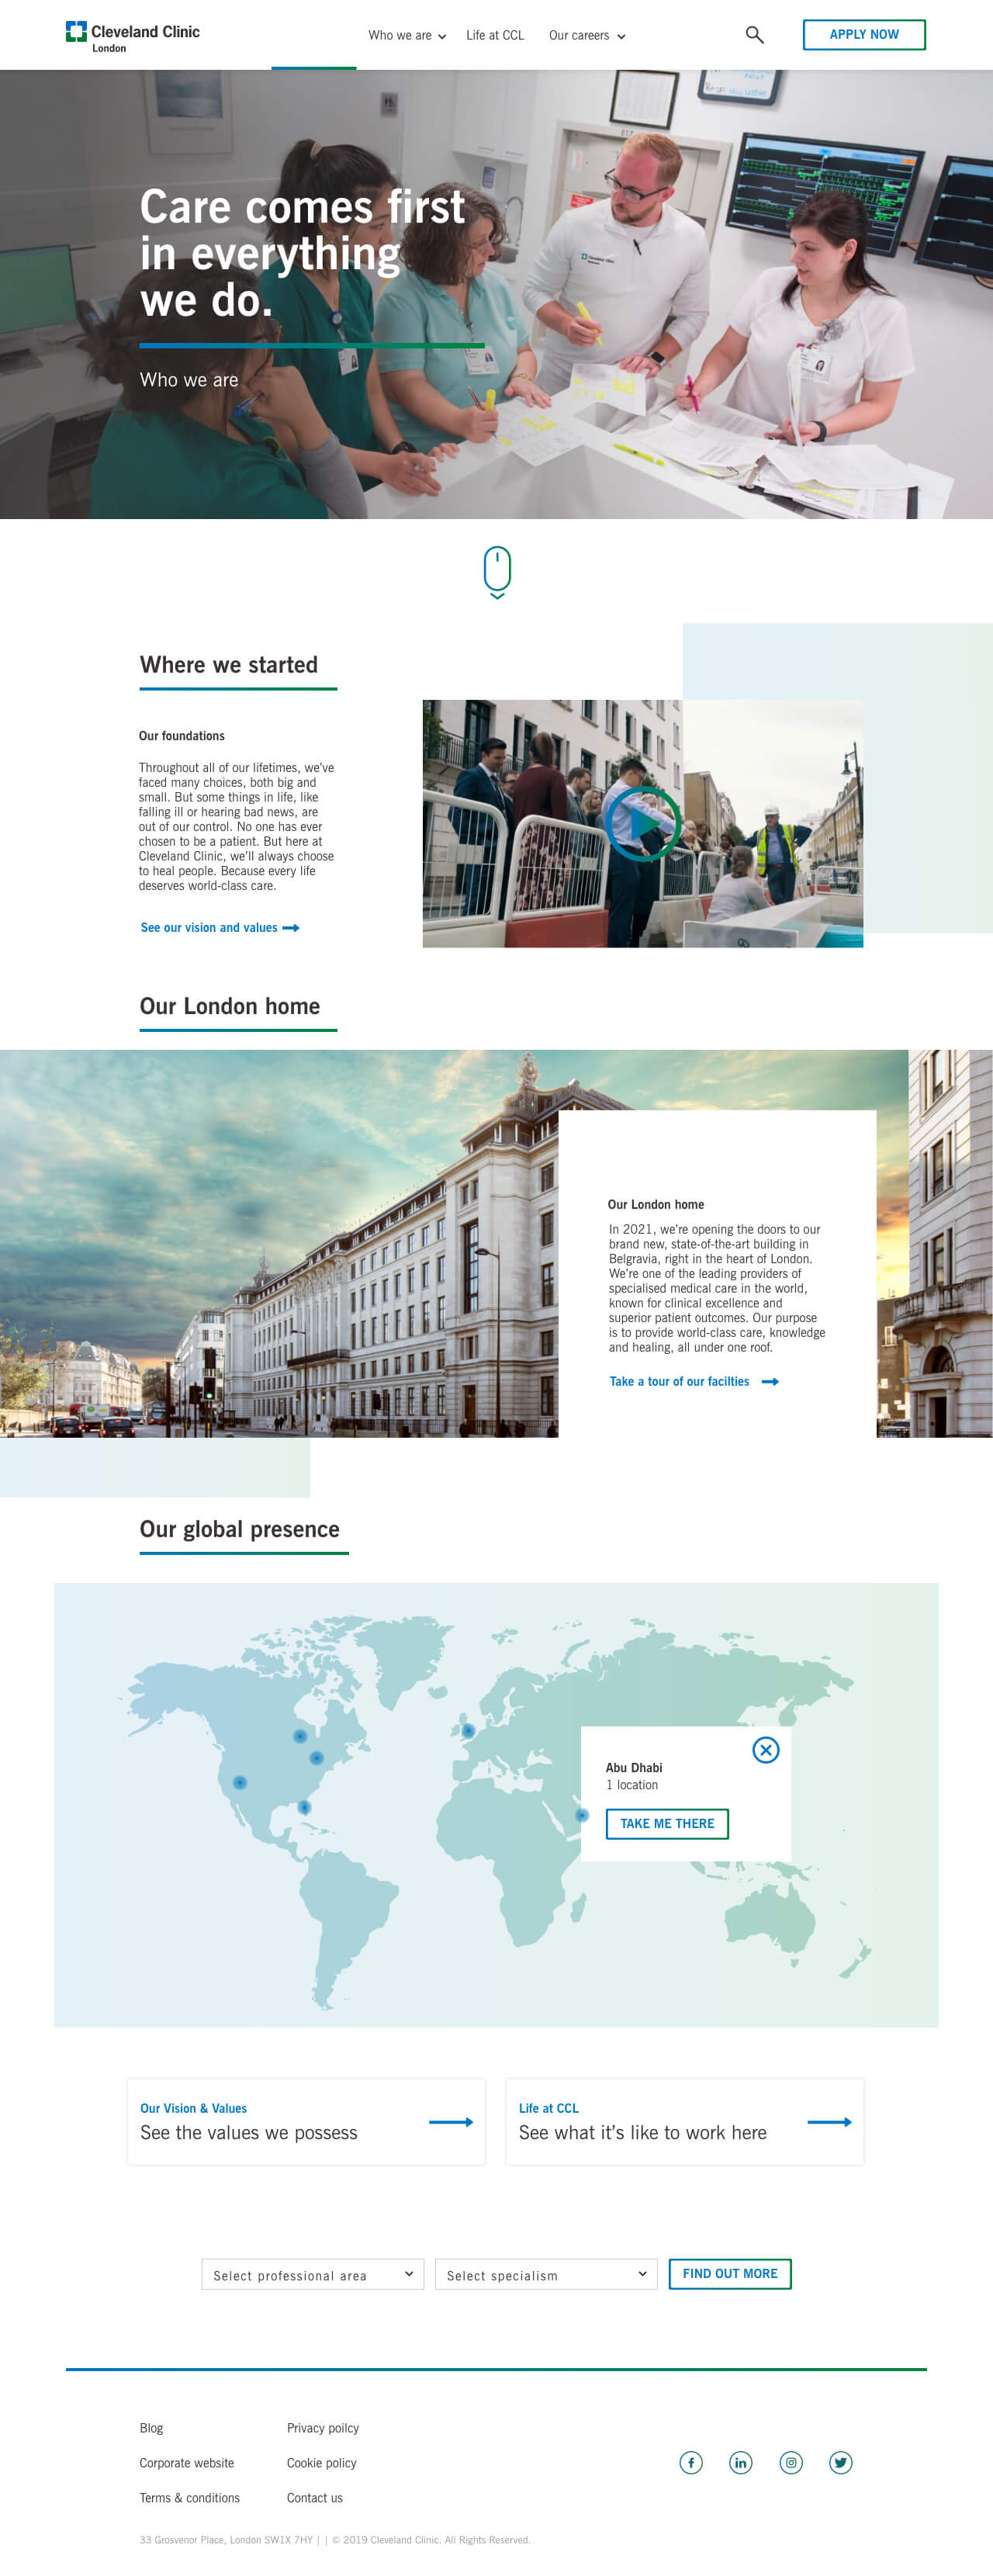 Cleveland Clinic
London
Who we are
Life at CCL
Our careers
APPLY NOW
Care comes first
in everything
we do.
Who we are
Where we started
Our foundations
Throughout all of our lifetimes, we've
faced many choices, both big and
small. But some things in life, like
falling ill or hearing bad news, are
out of our control. No one has ever
chosen to be a patient. But here at
Cleveland Clinic, we'll always choose
to heal people. Because every life
deserves world-class care.
See our vision and values
Our London home
Our London home
In 2021, we're opening the doors to our
brand new, state-of-the-art building in
Belgravia, right in the heart of London.
We're one of the leading providers of
specialised medical care in the world,
known for clinical excellence and
superior patient outcomes. Our purpose
is to provide world-class care, knowledge
and healing, all under one roof.
Take a tour of our facilties
Our global presence
Abu Dhabi
1 location
TAKE ME THERE
Our Vision & Values
See the values we possess
Life at CCL
See what it's like to work here
Select professional area
Select specialism
FIND OUT MORE
Blog
Privacy poilcy
Corporate website
Cookie policy
Terms & conditions
Contact us
33 Grosvenor Place, London SW1X 7HY | | © 2019 Cleveland Clinic. All Rights Reserved.